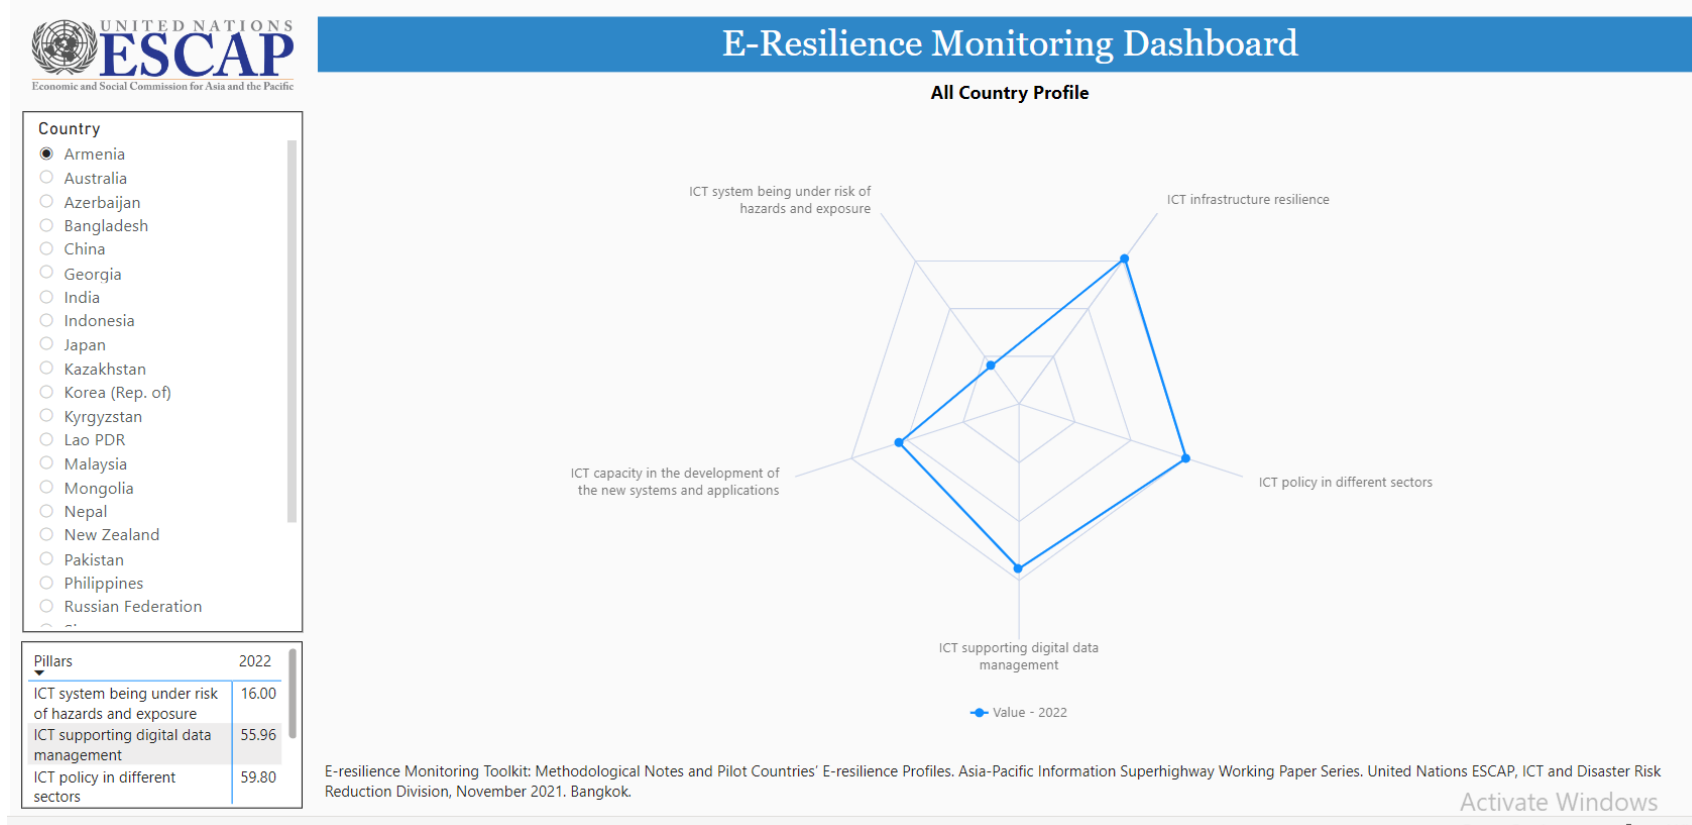 UNITED NATIONS
ESCAP
Economic and Social Commission for Asia and the Pacific
E-Resilience Monitoring Dashboard
All Country Profile
Country
Armenia
Australia
Azerbaijan
Bangladesh
China
Georgia
India
Indonesia
Japan
Kazakhstan
Korea (Rep. of)
Kyrgyzstan
Lao PDR
Malaysia
Mongolia
Nepal
New Zealand
Pakistan
Philippines
Russian Federation
Pillars 2022
ICT system being under risk 16.00
of hazards and exposure
ICT supporting digital data 55.96
management
ICT policy in different 59.80
sectors
ICT system being under risk of
hazards and exposure
ICT infrastructure resilience
ICT capacity in the development of
the new systems and applications
ICT policy in different sectors
ICT supporting digital data
management
Value - 2022
E-resilience Monitoring Toolkit: Methodological Notes and Pilot Countries' E-resilience Profiles. Asia-Pacific Information Superhighway Working Paper Series. United Nations ESCAP, ICT and Disaster Risk
Reduction Division, November 2021. Bangkok.
Activate Windows